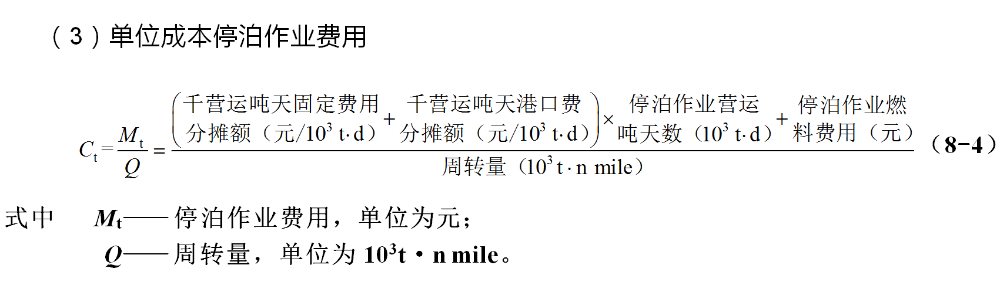 （3）单位成本停泊作业费用
千营运吨天固定费用 千营运吨天港口费 停泊作业营运 停泊作业燃
分摊额（元/10³ t·d）+ 分摊额（元/10³ t·d） × 吨天数（10³ t·d）+ 料费用（元）
Ct=Mt/Q= （8-4）
周转量（10³ t·n mile）
式中 Mt——停泊作业费用，单位为元；
Q——周转量，单位为 10³t·n mile。